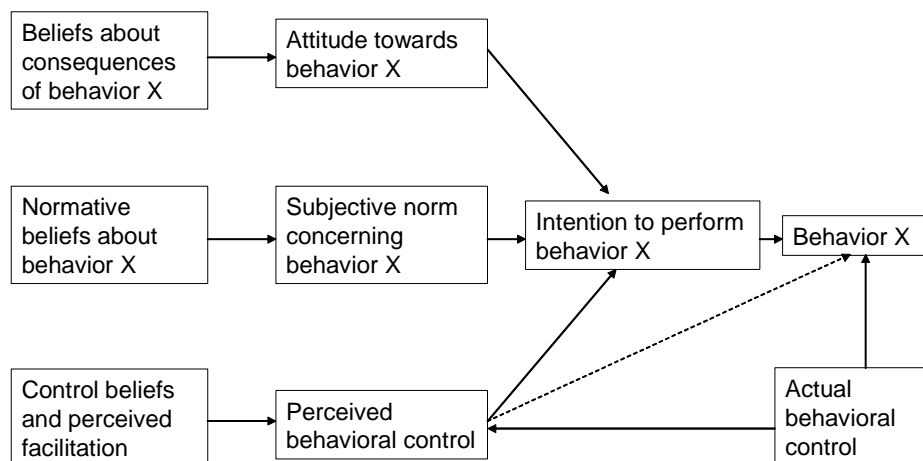 Beliefs about
consequences
of behavior X
Attitude towards
behavior X
Normative
beliefs about
behavior X
Subjective norm
concerning
behavior X
Intention to perform
behavior X
Behavior X
Control beliefs
and perceived
facilitation
Perceived
behavioral control
Actual
behavioral
control